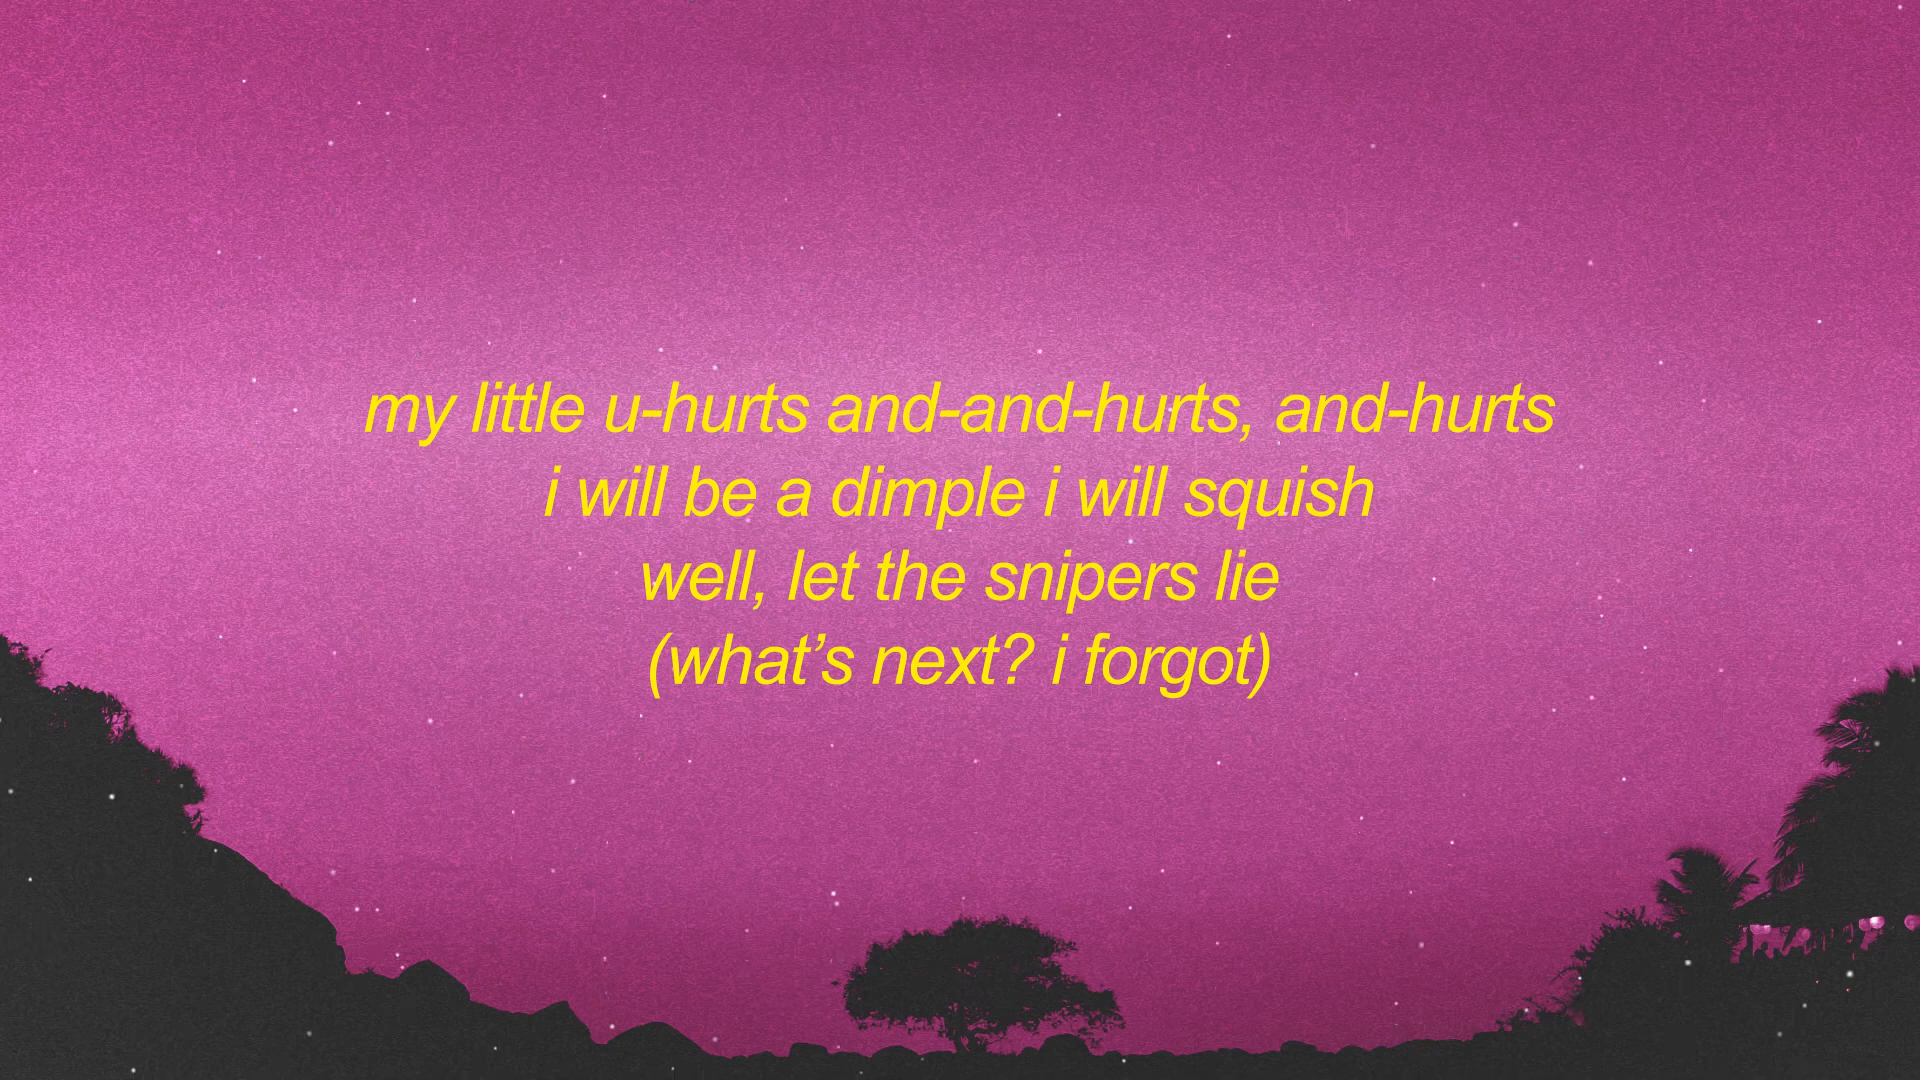 my little u-hurts and-and-hurts, and-hurts
i will be a dimple i will squish
well, let the snipers lie
(what’s next? i forgot)